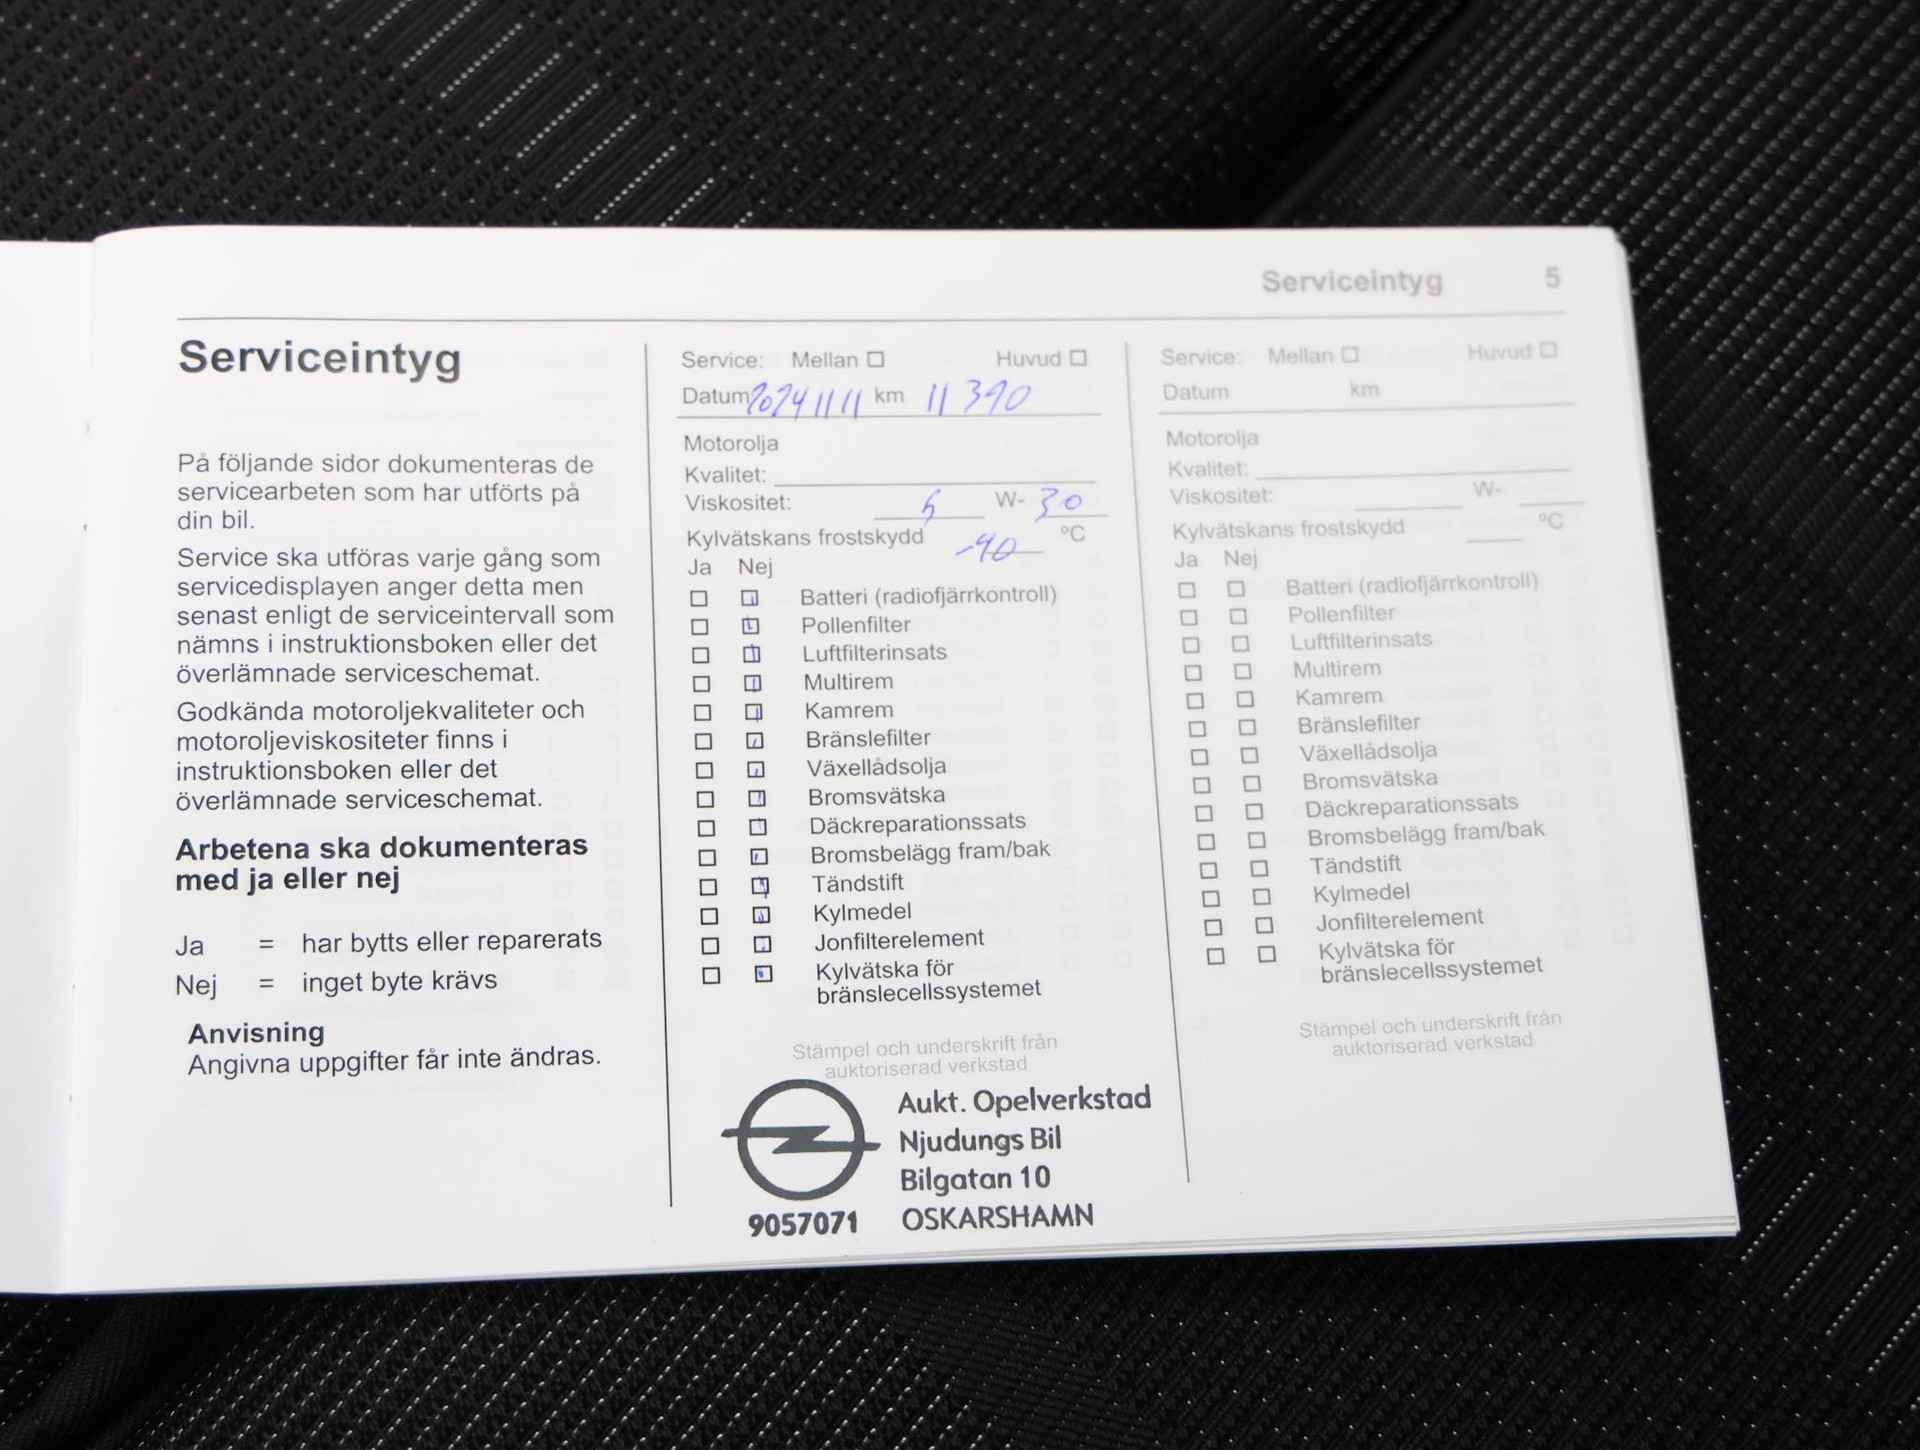 Serviceintyg 5
Serviceintyg
På följande sidor dokumenteras de
servicearbeten som har utförts på
din bil.
Service ska utföras varje gång som
servicedisplayen anger detta men
senast enligt de serviceintervall som
nämns i instruktionsboken eller det
överlämnade serviceschemat.
Godkända motoroljekvaliteter och
motoroljeviskositeter finns i
instruktionsboken eller det
överlämnade serviceschemat.
Arbetena ska dokumenteras
med ja eller nej
Ja = har bytts eller reparerats
Nej = inget byte krävs
Anvisning
Angivna uppgifter får inte ändras.
Service: Mellan Huvud
Datum 20241111 km 11 390
Motorolja
Kvalitet:
Viskositet: 5 W- 30
Kylvätskans frostskydd -40 °C
Ja Nej
Batteri (radiofjärrkontroll)
Pollenfilter
Luftfilterinsats
Multirem
Kamrem
Bränslefilter
Växellådsolja
Bromsvätska
Däckreparationssats
Bromsbelägg fram/bak
Tändstift
Kylmedel
Jonfilterelement
Kylvätska för
bränslecellssystemet
Stämpel och underskrift från
auktoriserad verkstad
Aukt. Opelverkstad
Njudungs Bil
Bilgatan 10
9057071 OSKARSHAMN
Service: Mellan Huvud
Datum km
Motorolja
Kvalitet:
Viskositet: W-
Kylvätskans frostskydd °C
Ja Nej
Batteri (radiofjärrkontroll)
Pollenfilter
Luftfilterinsats
Multirem
Kamrem
Bränslefilter
Växellådsolja
Bromsvätska
Däckreparationssats
Bromsbelägg fram/bak
Tändstift
Kylmedel
Jonfilterelement
Kylvätska för
bränslecellssystemet
Stämpel och underskrift från
auktoriserad verkstad